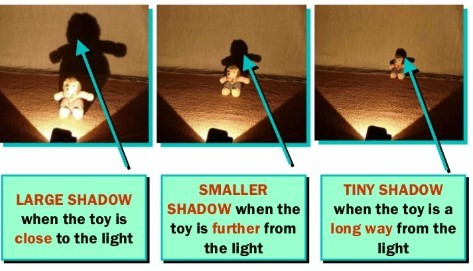 LARGE SHADOW
when the toy is
close to the light
SMALLER
SHADOW when the
toy is further from
the light
TINY SHADOW
when the toy is a
long way from the
light